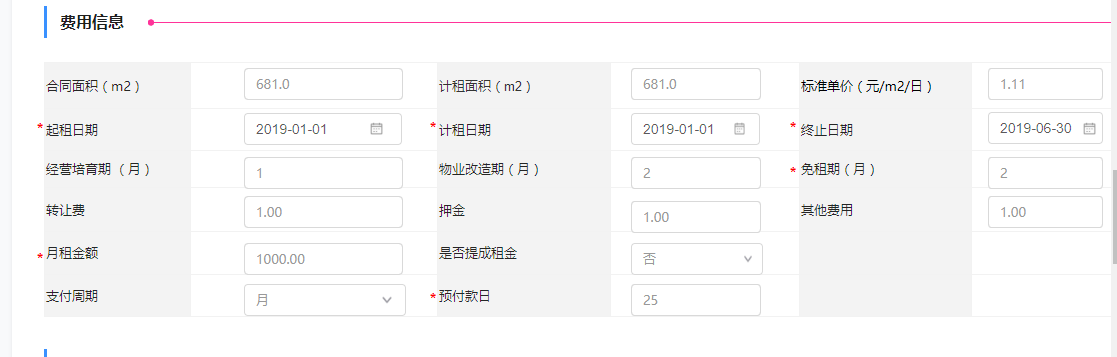 费用信息
合同面积（m2） 681.0 计租面积（m2） 681.0 标准单价（元/m2/日） 1.11
* 起租日期 2019-01-01 * 计租日期 2019-01-01 * 终止日期 2019-06-30
经营培育期 （月） 1 物业改造期（月） 2 * 免租期（月） 2
转让费 1.00 押金 1.00 其他费用 1.00
* 月租金额 1000.00 是否提成租金 否
支付周期 月 * 预付款日 25